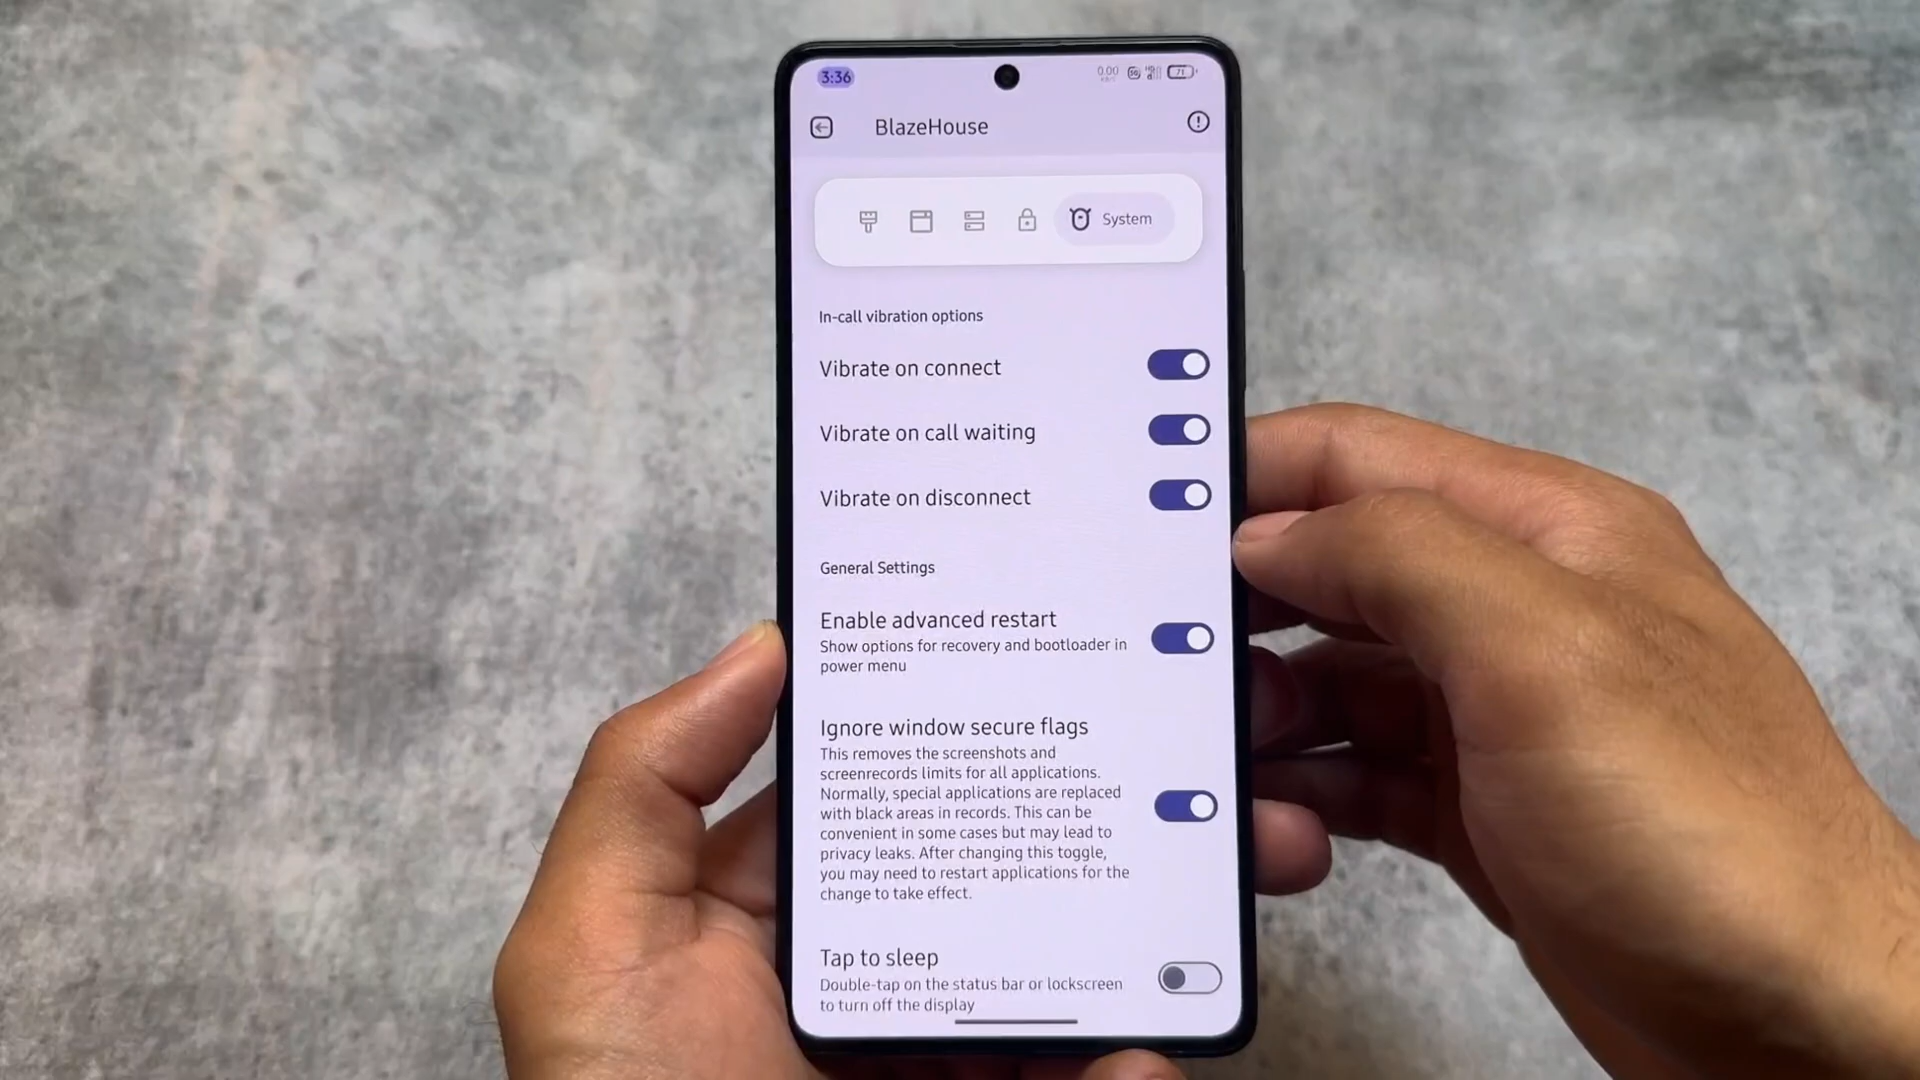 3:36
0.00
71
BlazeHouse
System
In-call vibration options
Vibrate on connect
Vibrate on call waiting
Vibrate on disconnect
General Settings
Enable advanced restart
Show options for recovery and bootloader in
power menu
Ignore window secure flags
This removes the screenshots and
screenrecords limits for all applications.
Normally, special applications are replaced
with black areas in records. This can be
convenient in some cases but may lead to
privacy leaks. After changing this toggle,
you may need to restart applications for the
change to take effect.
Tap to sleep
Double-tap on the status bar or lockscreen
to turn off the display